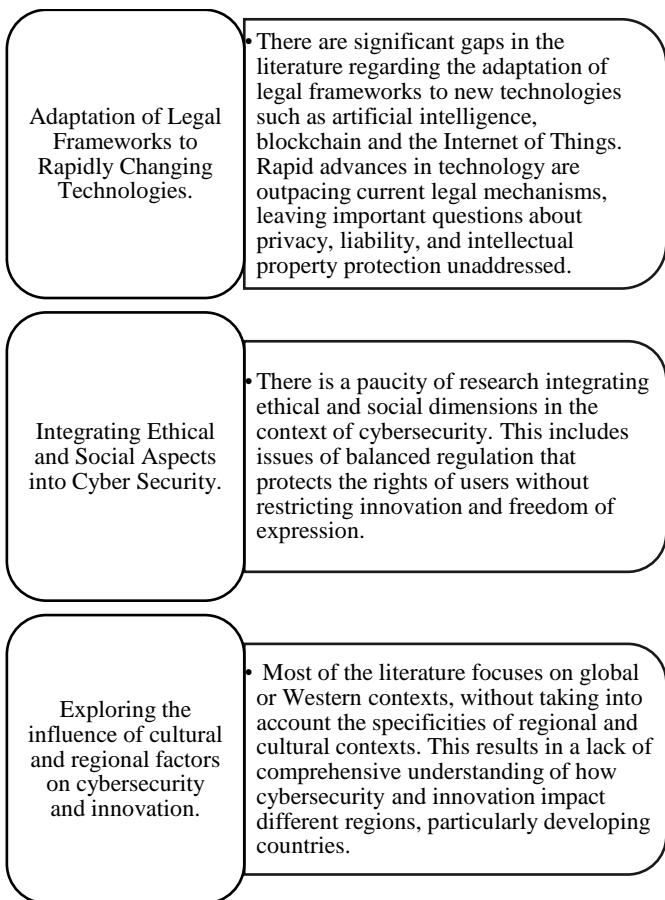 Adaptation of Legal
Frameworks to
Rapidly Changing
Technologies.
• There are significant gaps in the
literature regarding the adaptation of
legal frameworks to new technologies
such as artificial intelligence,
blockchain and the Internet of Things.
Rapid advances in technology are
outpacing current legal mechanisms,
leaving important questions about
privacy, liability, and intellectual
property protection unaddressed.
Integrating Ethical
and Social Aspects
into Cyber Security.
• There is a paucity of research integrating
ethical and social dimensions in the
context of cybersecurity. This includes
issues of balanced regulation that
protects the rights of users without
restricting innovation and freedom of
expression.
Exploring the
influence of cultural
and regional factors
on cybersecurity
and innovation.
• Most of the literature focuses on global
or Western contexts, without taking into
account the specificities of regional and
cultural contexts. This results in a lack of
comprehensive understanding of how
cybersecurity and innovation impact
different regions, particularly developing
countries.